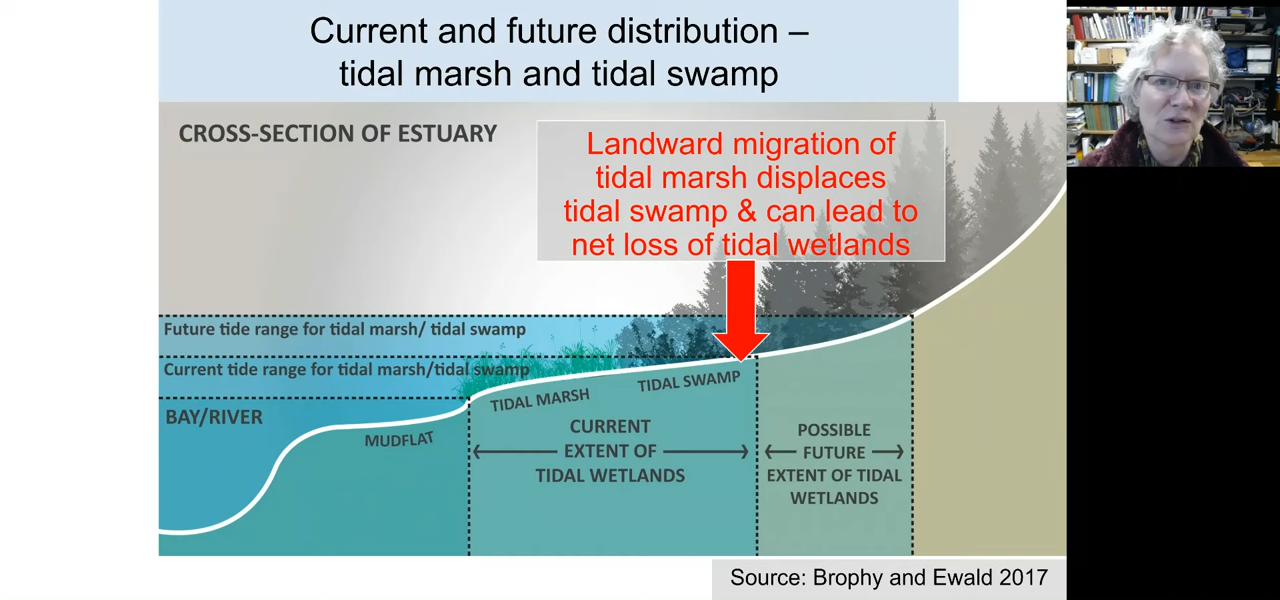 Current and future distribution –
tidal marsh and tidal swamp
CROSS-SECTION OF ESTUARY
Landward migration of
tidal marsh displaces
tidal swamp & can lead to
net loss of tidal wetlands
Future tide range for tidal marsh/ tidal swamp
Current tide range for tidal marsh/tidal swamp
BAY/RIVER
MUDFLAT
TIDAL MARSH
TIDAL SWAMP
CURRENT
EXTENT OF
TIDAL WETLANDS
POSSIBLE
FUTURE
EXTENT OF TIDAL
WETLANDS
Source: Brophy and Ewald 2017